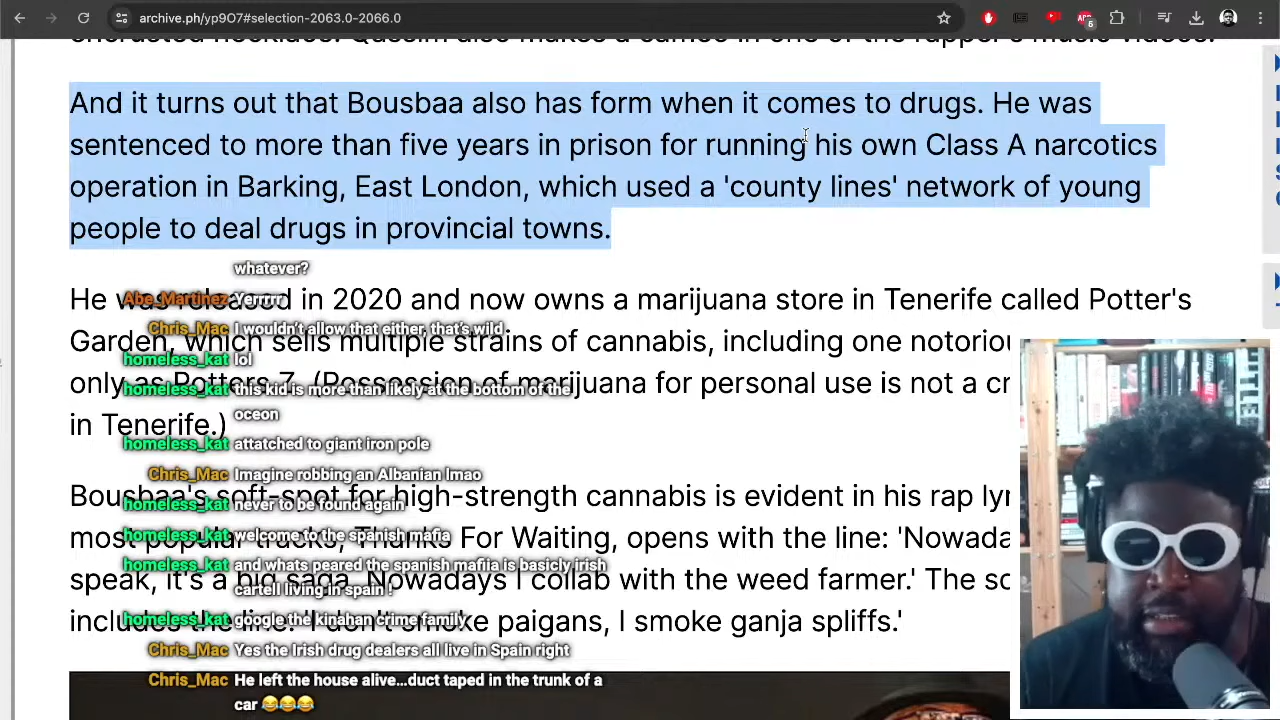 archive.ph/yp9O7#selection-2063.0-2066.0
And it turns out that Bousbaa also has form when it comes to drugs. He was
sentenced to more than five years in prison for running his own Class A narcotics
operation in Barking, East London, which used a 'county lines' network of young
people to deal drugs in provincial towns.
whatever?
He was released in 2020 and now owns a marijuana store in Tenerife called Potter's
Abe_Martinez Yerrrrr
Chris_Mac I wouldn't allow that either, that's wild
Garden, which sells multiple strains of cannabis, including one
homeless_kat lol
only as Potter's Z. (Possession of marijuana for personal use is not a
homeless_kat this kid is more than likely at the bottom of the
oceon
in Tenerife.)
homeless_kat attatched to giant iron pole
Chris_Mac Imagine robbing an Albanian lmao
Bousbaa's soft-spot for high-strength cannabis is evident in his rap
homeless_kat never to be found again
most popular tracks, Thanks For Waiting, opens with the line:
homeless_kat welcome to the spanish mafia
homeless_kat and whats peared the spanish mafiia is basicly irish
cartell living in spain !
speak, it's a big saga. Nowadays I collab with the weed farmer.' The
homeless_kat google the kinahan crime family
smoke paigans, I smoke ganja spliffs.'
Chris_Mac Yes the Irish drug dealers all live in Spain right
Chris_Mac He left the house alive…duct taped in the trunk of a
car 😂😂😂